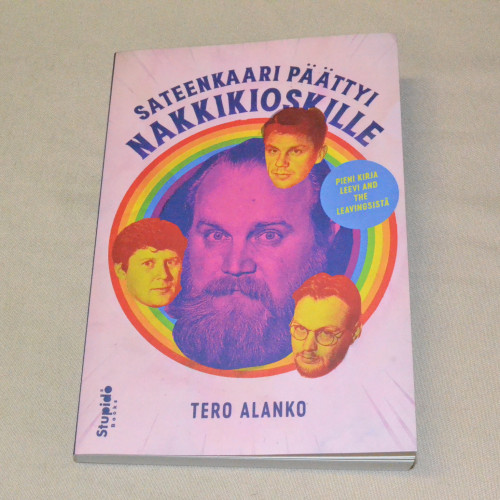 SATEENKAARI PÄÄTTYI
NAKKIKIOSKILLE
PIENI KIRJA
LEEVI AND
THE
LEAVINGSISTÄ
TERO ALANKO
Stupido
Books